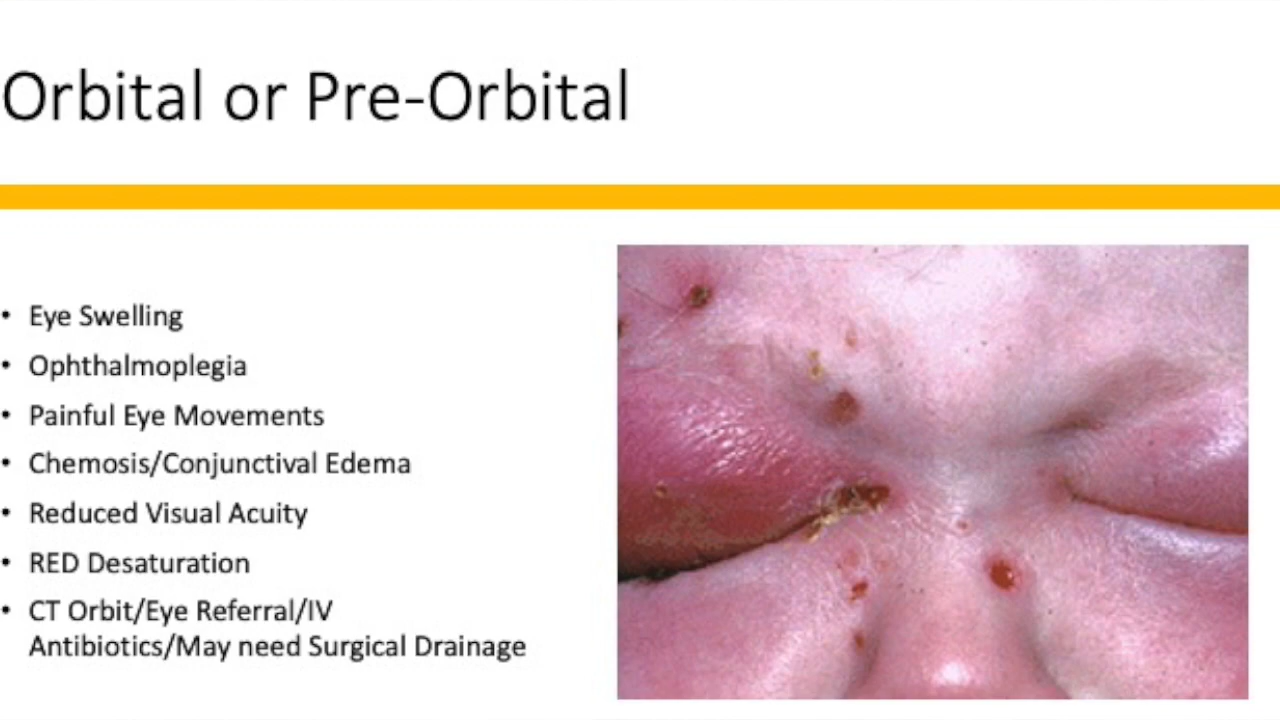 Orbital or Pre-Orbital
• Eye Swelling
• Ophthalmoplegia
• Painful Eye Movements
• Chemosis/Conjunctival Edema
• Reduced Visual Acuity
• RED Desaturation
• CT Orbit/Eye Referral/IV
Antibiotics/May need Surgical Drainage